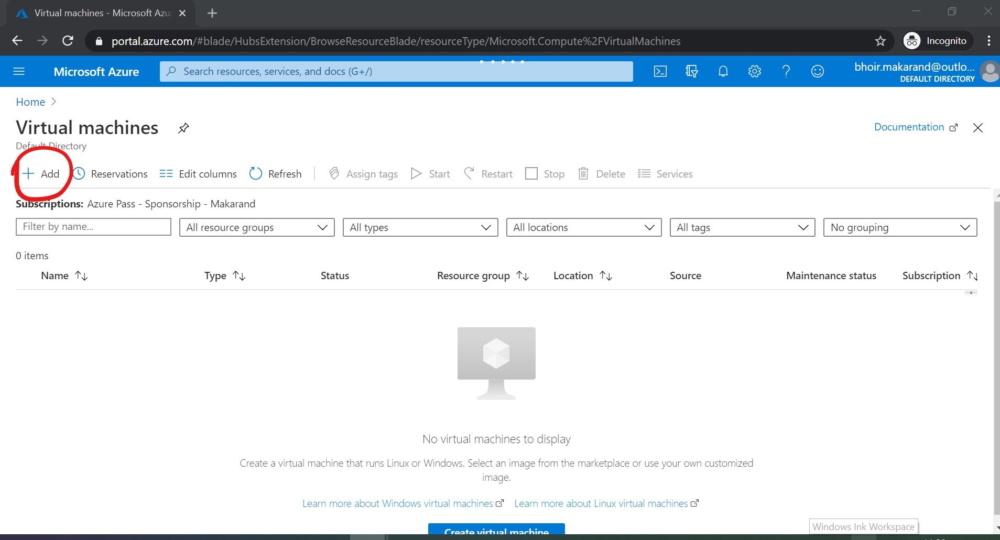 Virtual machines - Microsoft Azu
portal.azure.com/#blade/HubsExtension/BrowseResourceBlade/resourceType/Microsoft.Compute%2FVirtualMachines
Incognito
Microsoft Azure
Search resources, services, and docs (G+/)
bhoir.makarand@outlo...
DEFAULT DIRECTORY
Home
Virtual machines
Documentation
Default Directory
Add Reservations Edit columns Refresh Assign tags Start Restart Stop Delete Services
Subscriptions: Azure Pass - Sponsorship - Makarand
Filter by name... All resource groups All types All locations All tags No grouping
0 items
Name Type Status Resource group Location Source Maintenance status Subscription
No virtual machines to display
Create a virtual machine that runs Linux or Windows. Select an image from the marketplace or use your own customized
image.
Learn more about Windows virtual machines Learn more about Linux virtual machines
Create virtual machine
Windows Ink Workspace